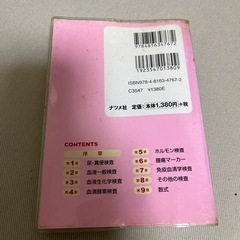 9784816347672
ISBN978-4-8163-4767-2
C3547 ¥1380E
1923547013809
ナツメ社 定価:本体1,380円+税
CONTENTS
序章
第1章 尿・糞便検査
第2章 血液一般検査
第3章 血液生化学検査
第4章 血清酵素検査
第5章 ホルモン検査
第6章 腫瘍マーカー
第7章 免疫血清学検査
第8章 その他の検査
第9章 数式